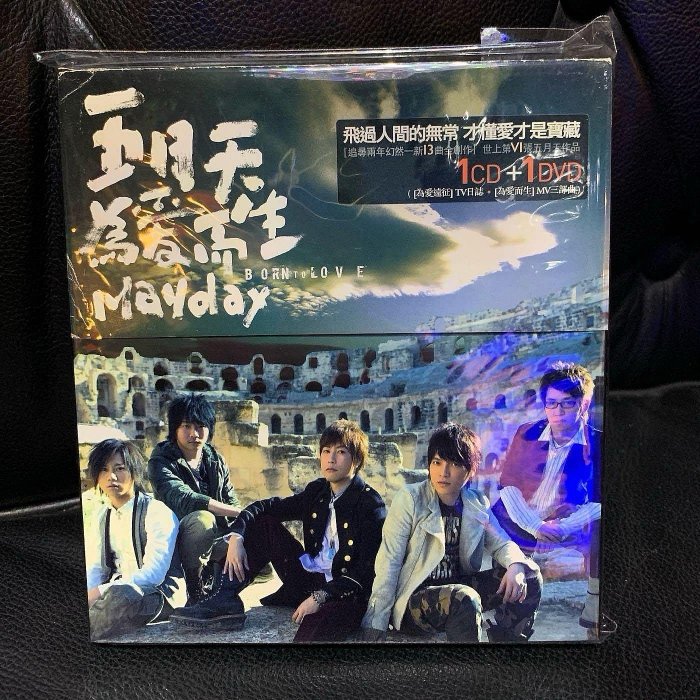 五月天
為愛而生
BORN TO LOVE
Mayday
飛過人間的無常 才懂愛才是寶藏
[追尋兩年幻然一新13曲全創作] 世上第VI號五月天作品
1CD+1DVD
( [為愛遠征] TV日誌 + [為愛而生] MV三部曲 )